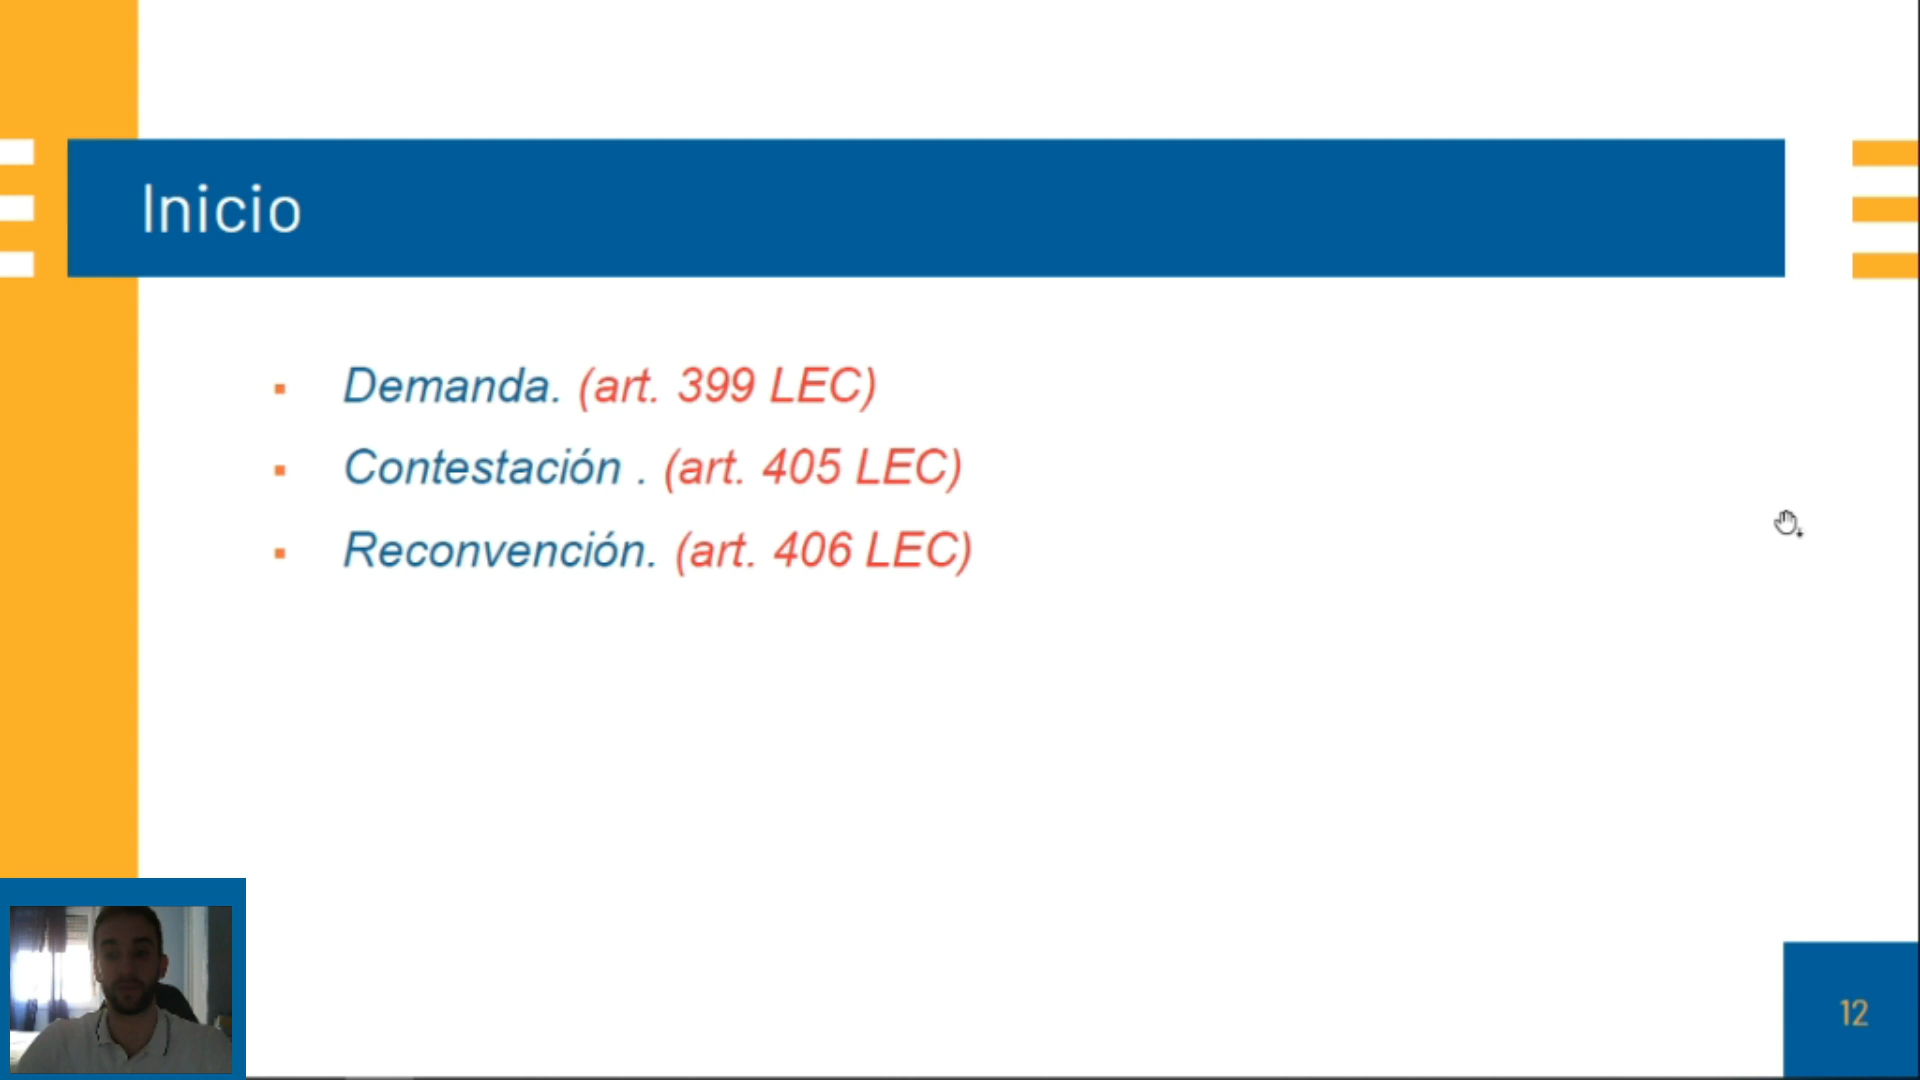 Inicio
Demanda. (art. 399 LEC)
Contestación . (art. 405 LEC)
Reconvención. (art. 406 LEC)
12